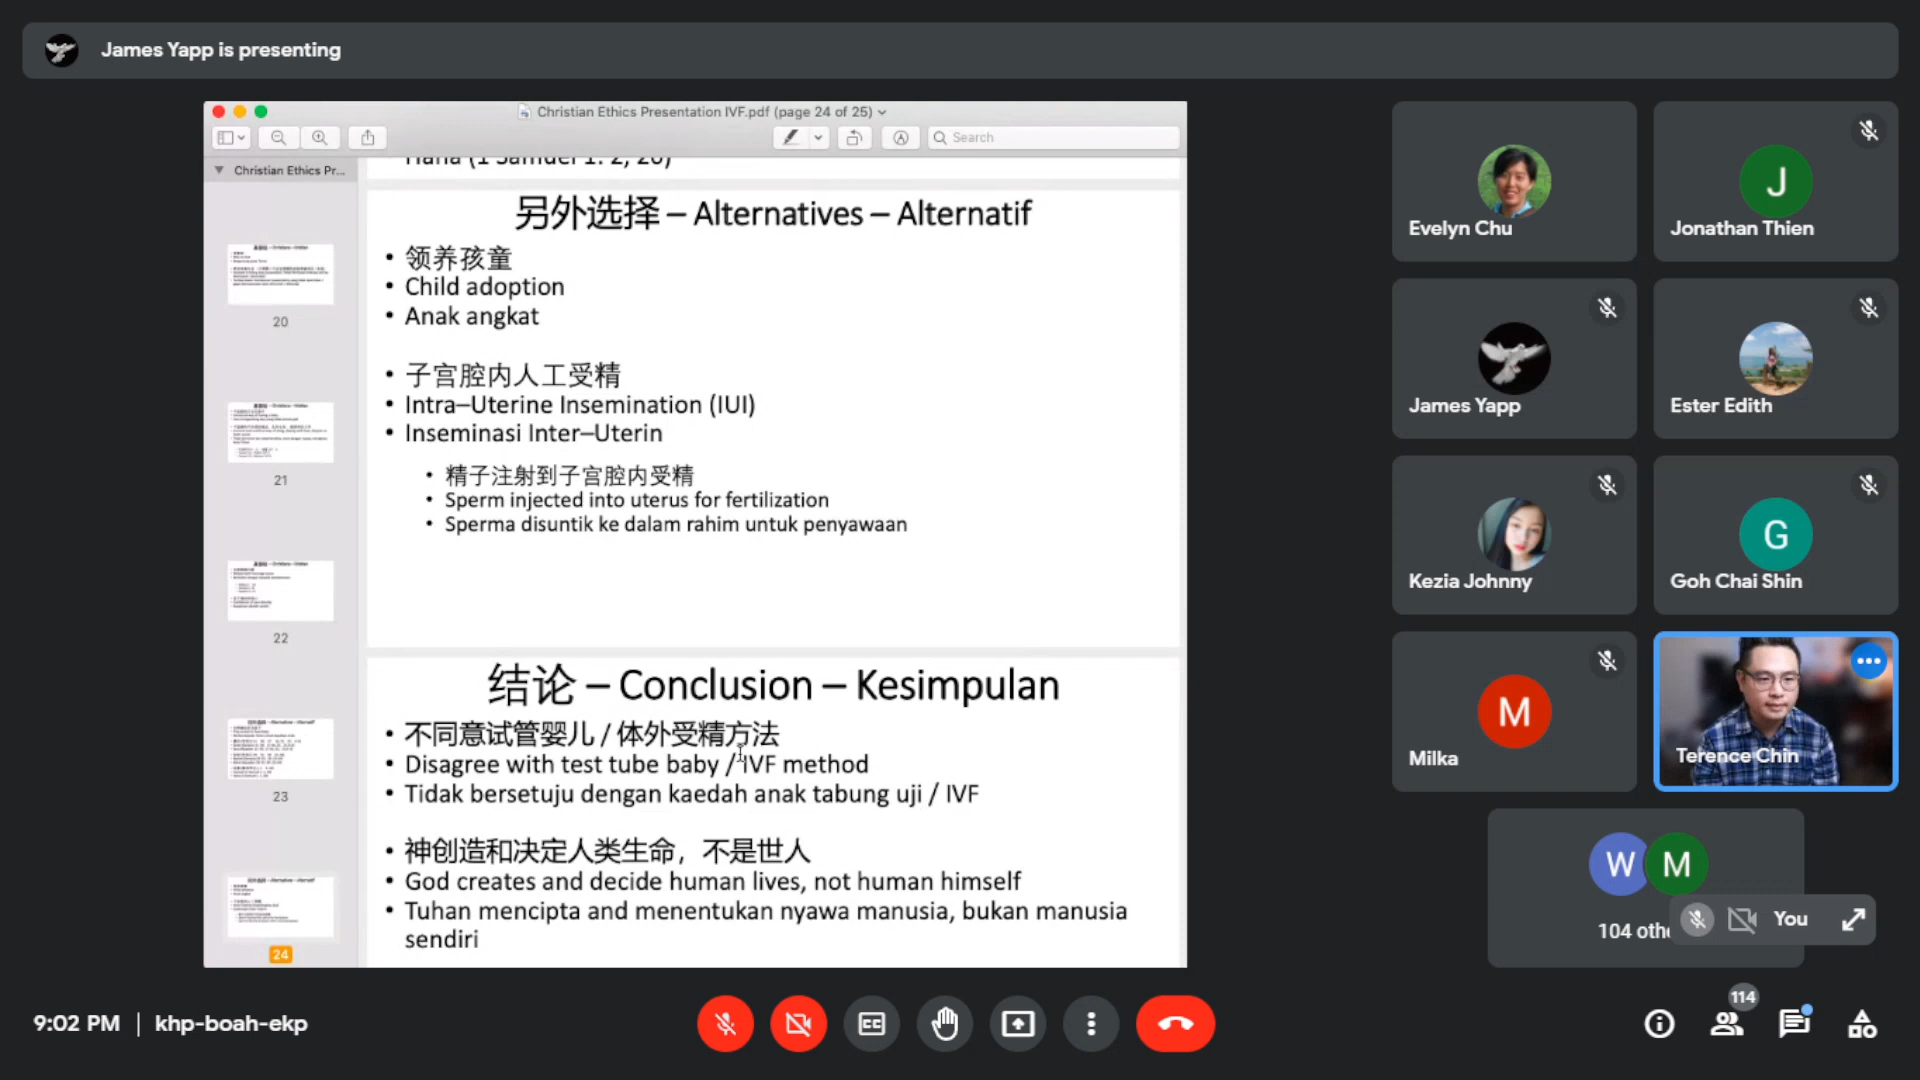 James Yapp is presenting
Christian Ethics Presentation IVF.pdf (page 24 of 25)
Search
Christian Ethics Pr...
20
21
22
23
24
Hana (1 Samuel 1: 2, 20)
另外选择 – Alternatives – Alternatif
• 领养孩童
• Child adoption
• Anak angkat
• 子宫腔内人工受精
• Intra–Uterine Insemination (IUI)
• Inseminasi Inter–Uterin
• 精子注射到子宫腔内受精
• Sperm injected into uterus for fertilization
• Sperma disuntik ke dalam rahim untuk penyawaan
结论 – Conclusion – Kesimpulan
• 不同意试管婴儿 / 体外受精方法
• Disagree with test tube baby / IVF method
• Tidak bersetuju dengan kaedah anak tabung uji / IVF
• 神创造和决定人类生命，不是世人
• God creates and decide human lives, not human himself
• Tuhan mencipta and menentukan nyawa manusia, bukan manusia
sendiri
Evelyn Chu
J
Jonathan Thien
James Yapp
Ester Edith
Kezia Johnny
G
Goh Chai Shin
M
Milka
Terence Chin
W
M
104 oth
You
9:02 PM | khp-boah-ekp
CC
114